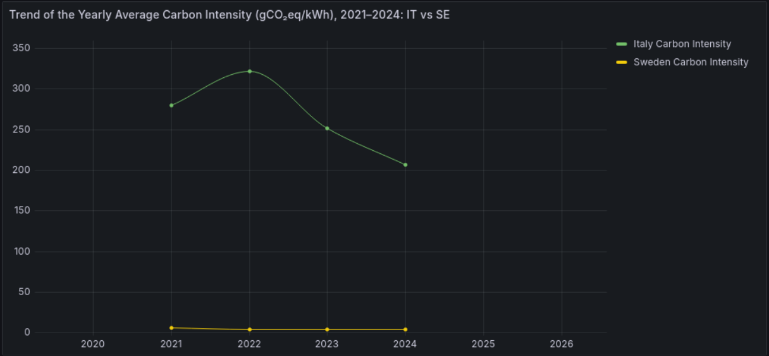 Trend of the Yearly Average Carbon Intensity (gCO₂eq/kWh), 2021–2024: IT vs SE
350
300
250
200
150
100
50
0
2020 2021 2022 2023 2024 2025 2026
Italy Carbon Intensity
Sweden Carbon Intensity